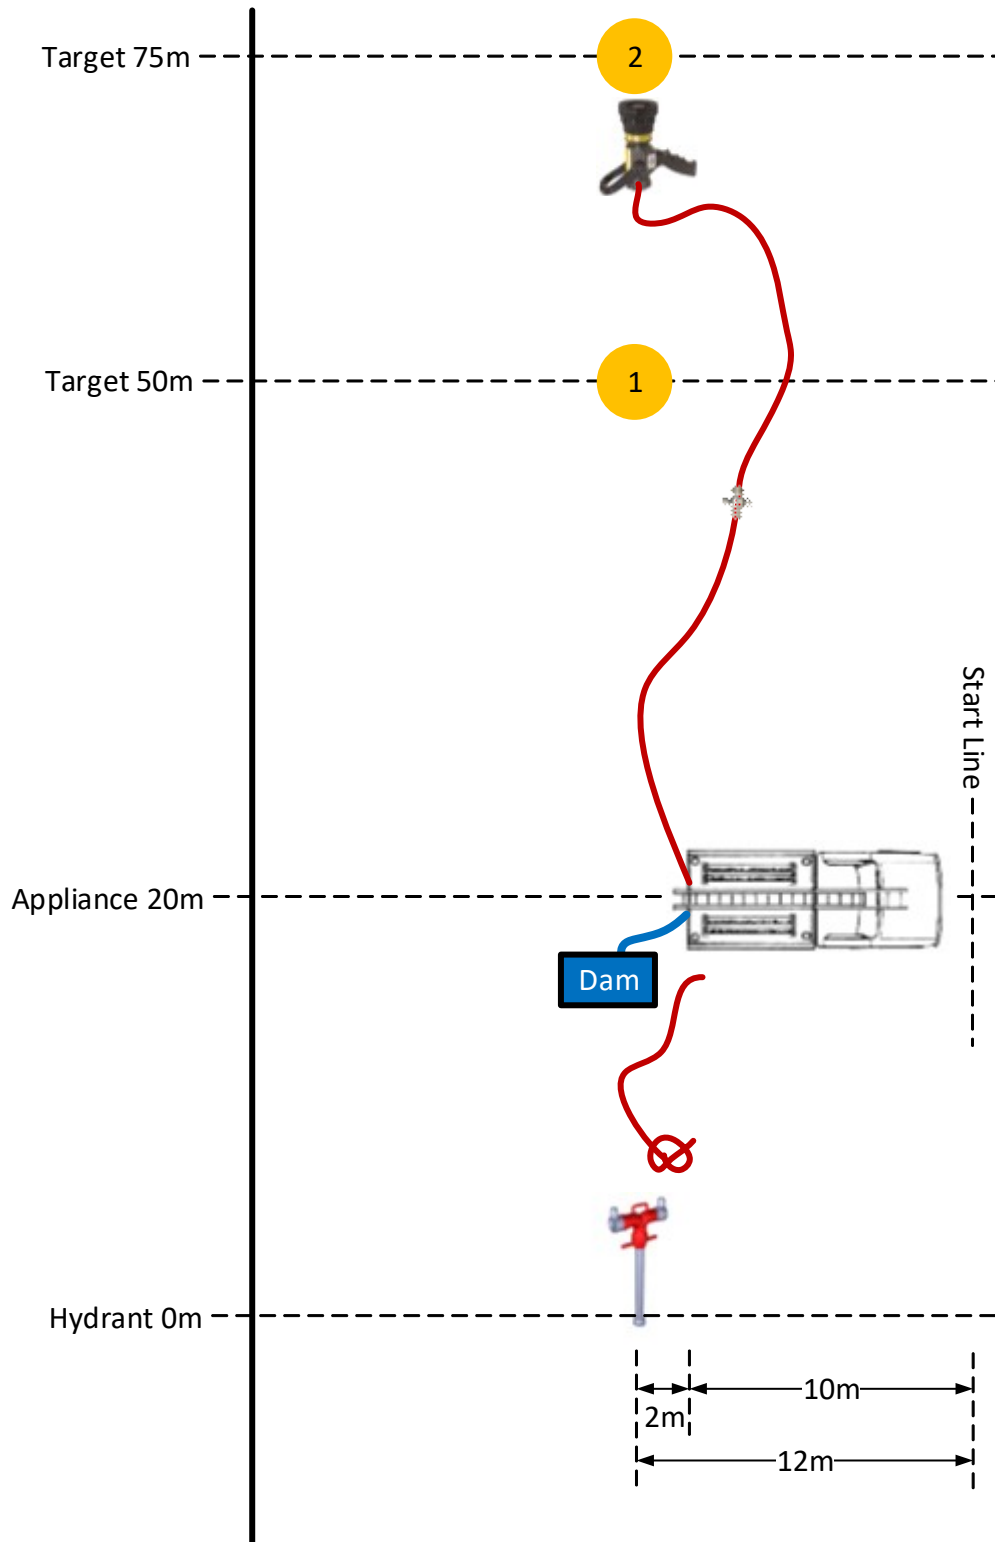 Target 75m
2
Target 50m
1
Start Line
Appliance 20m
Dam
Hydrant 0m
10m
2m
12m